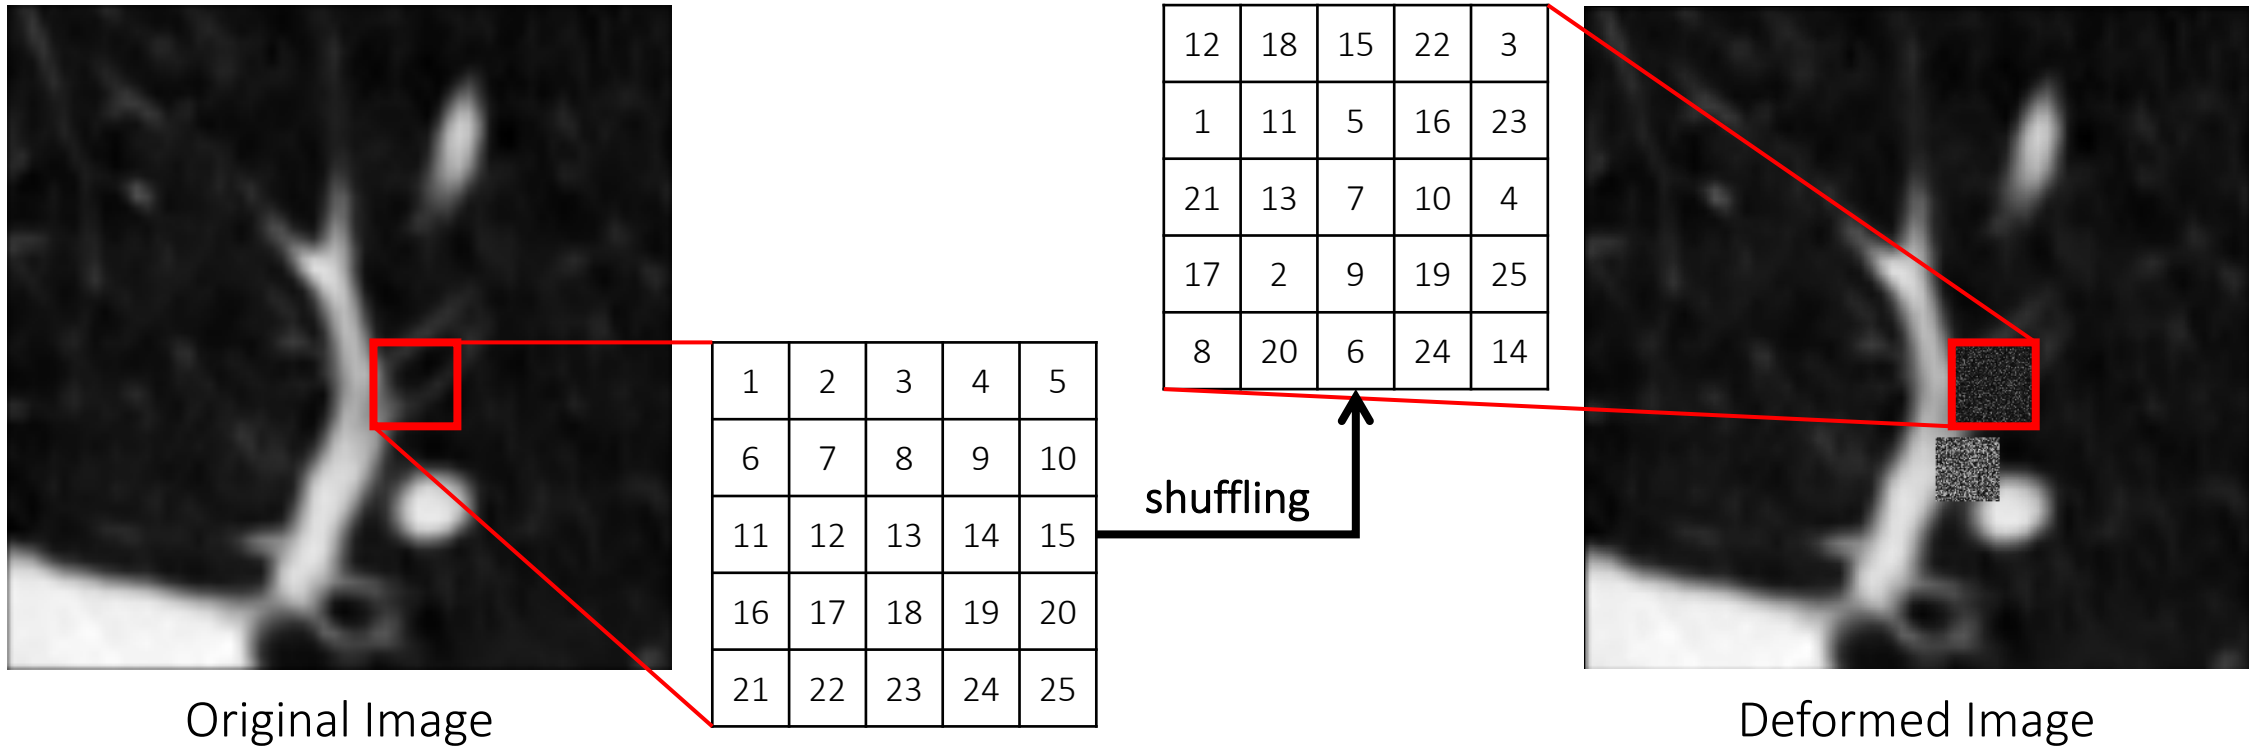 12 18 15 22 3
1 11 5 16 23
21 13 7 10 4
17 2 9 19 25
8 20 6 24 14
1 2 3 4 5
6 7 8 9 10
11 12 13 14 15
16 17 18 19 20
21 22 23 24 25
shuffling
Original Image
Deformed Image